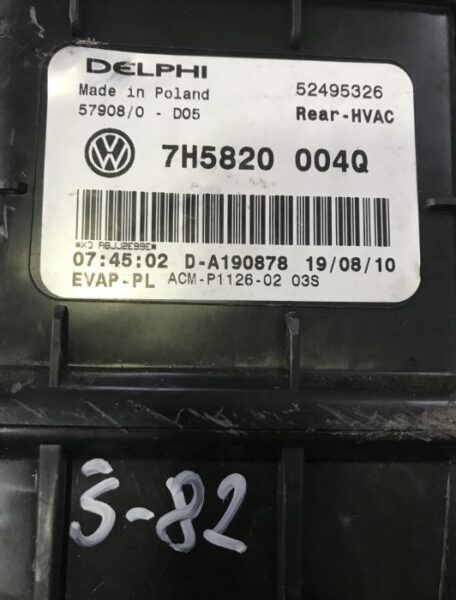 DELPHI
Made in Poland 52495326
57908/0 - D05 Rear-HVAC
7H5820 004Q
07:45:02 D-A190878 19/08/10
EVAP-PL ACM-P1126-02 03S
S-82